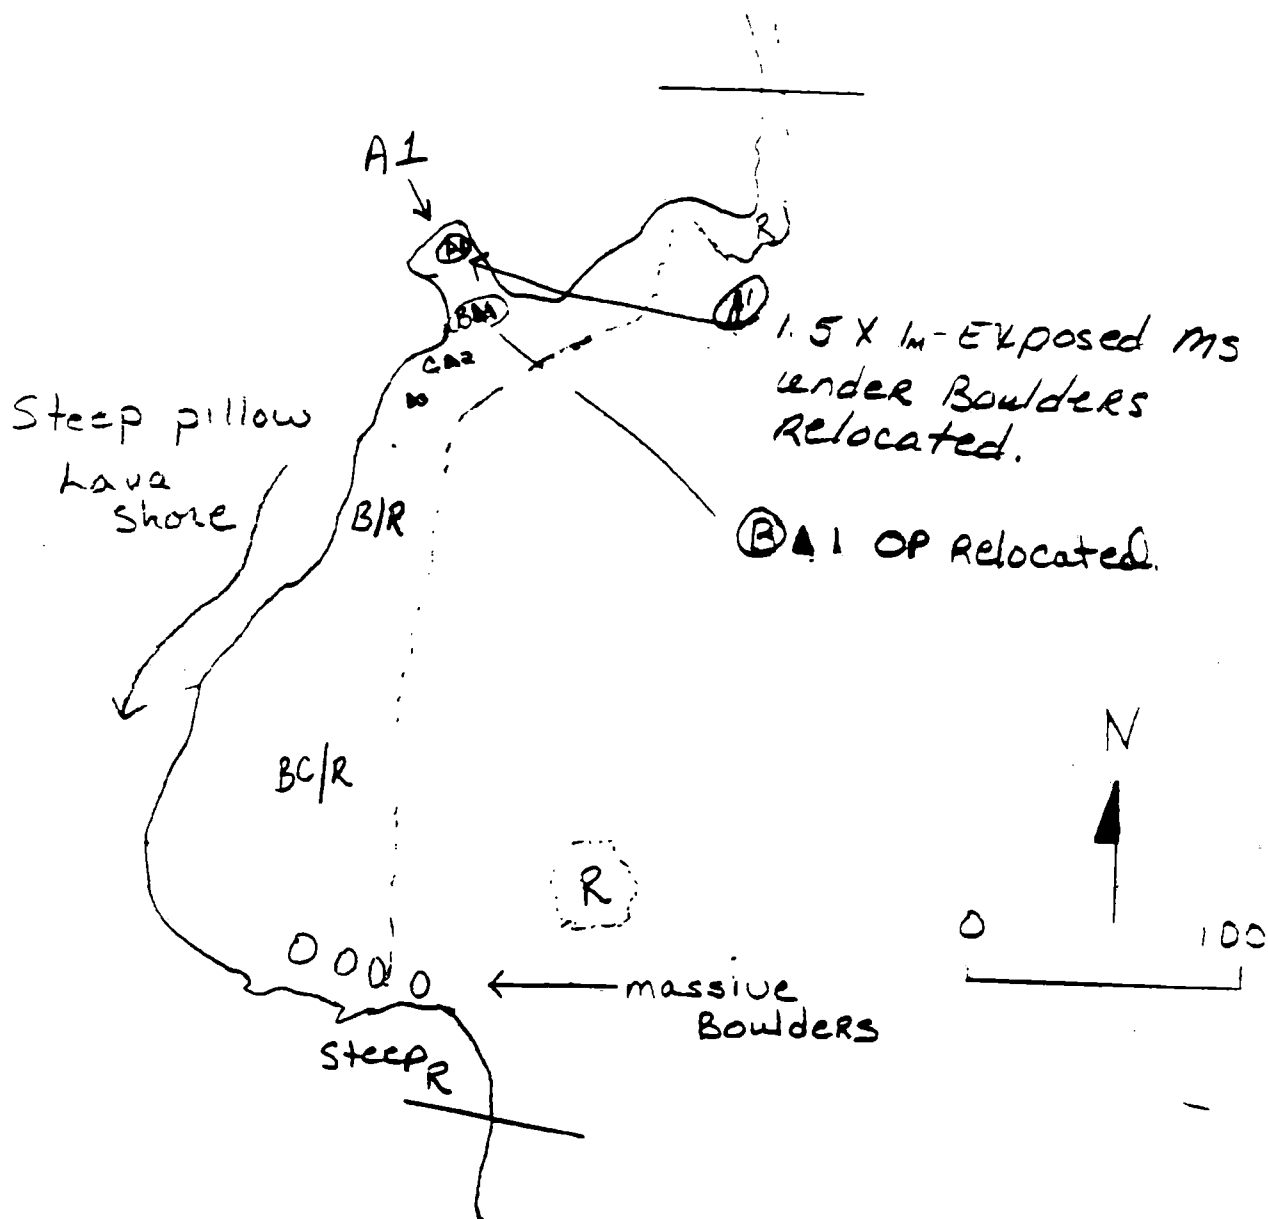 A1
R
1.5 X 1m - Exposed ms
under Boulders
Relocated.
Steep pillow
Lava
Shore
B/R
B ▲ 1 OP Relocated.
N
BC/R
R
0 100
massive
Boulders
Steep R